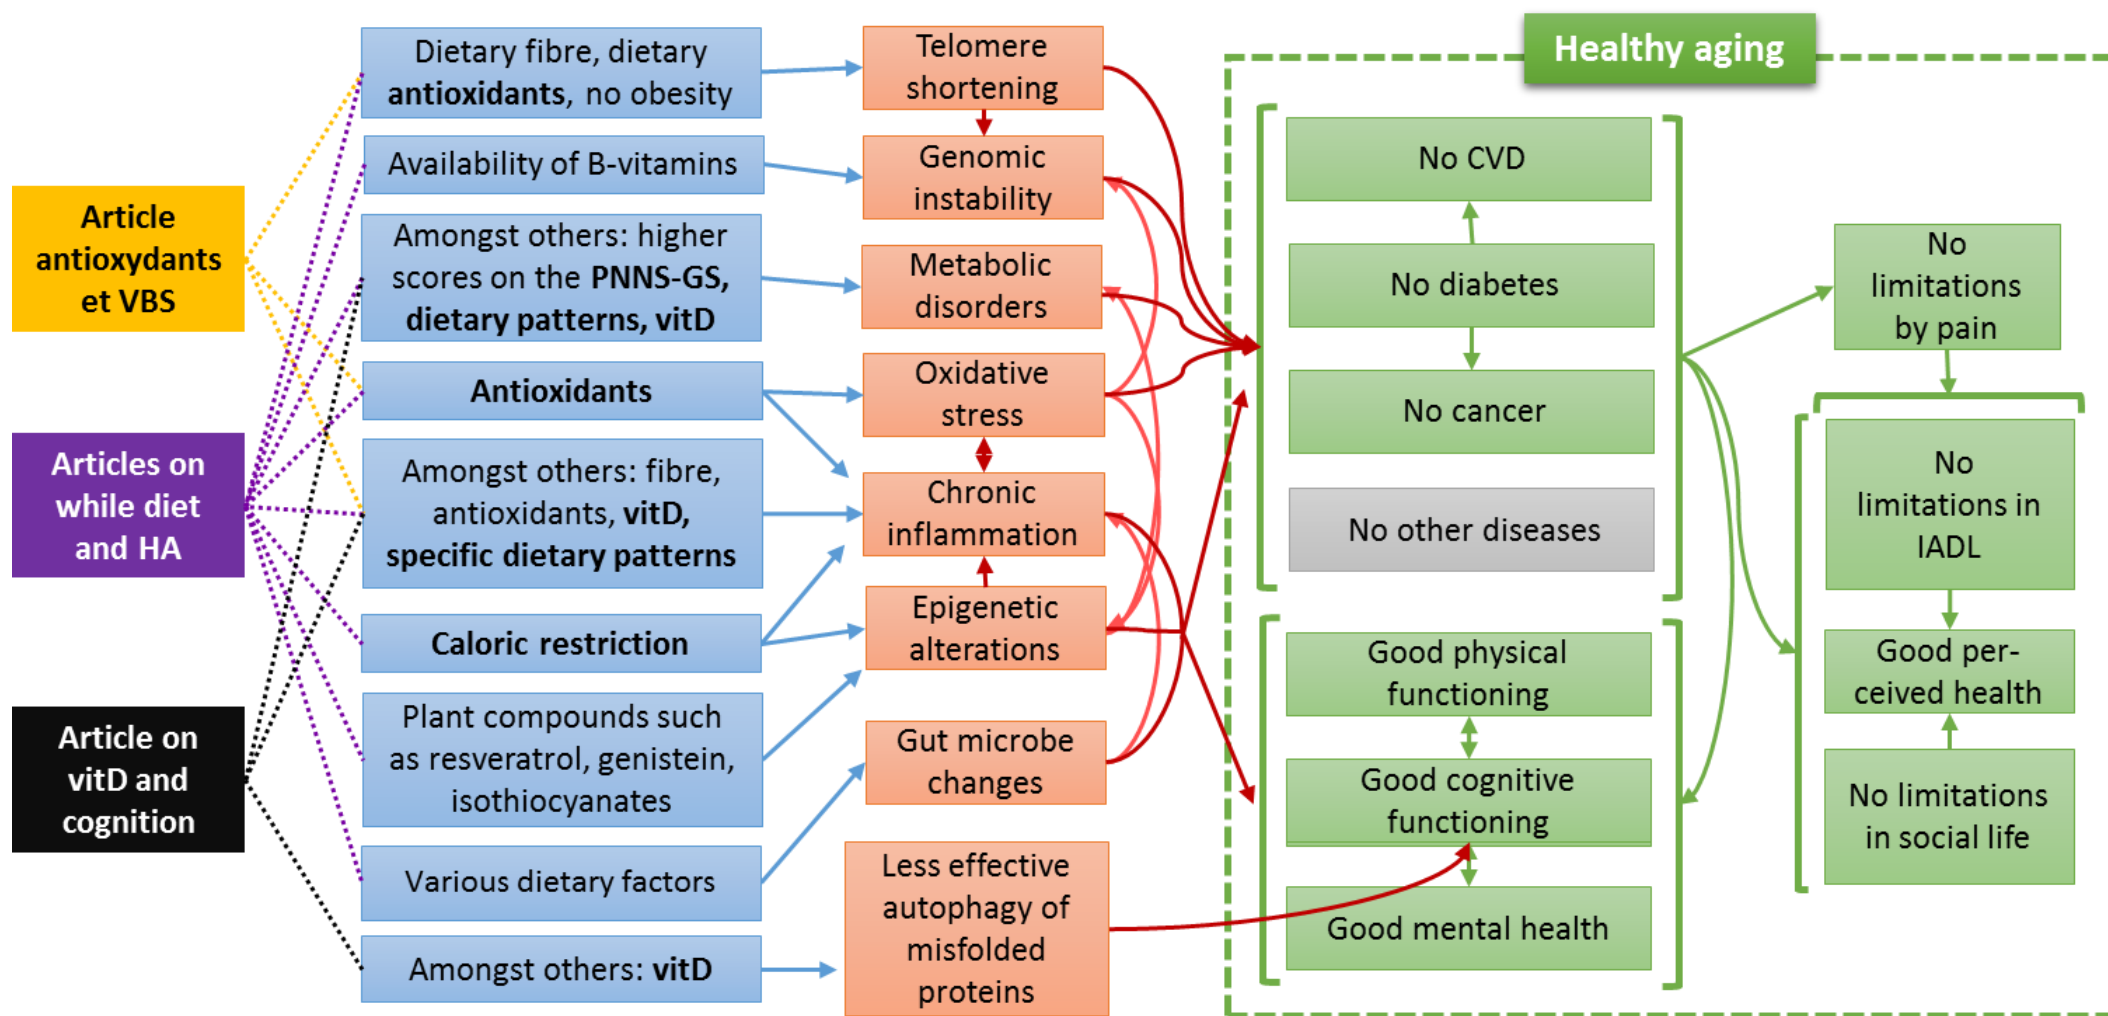 Healthy aging
Article
antioxydants
et VBS
Articles on
while diet
and HA
Article on
vitD and
cognition
Dietary fibre, dietary
antioxidants, no obesity
Availability of B-vitamins
Amongst others: higher
scores on the PNNS-GS,
dietary patterns, vitD
Antioxidants
Amongst others: fibre,
antioxidants, vitD,
specific dietary patterns
Caloric restriction
Plant compounds such
as resveratrol, genistein,
isothiocyanates
Various dietary factors
Amongst others: vitD
Telomere
shortening
Genomic
instability
Metabolic
disorders
Oxidative
stress
Chronic
inflammation
Epigenetic
alterations
Gut microbe
changes
Less effective
autophagy of
misfolded
proteins
No CVD
No diabetes
No cancer
No other diseases
Good physical
functioning
Good cognitive
functioning
Good mental health
No
limitations
by pain
No
limitations in
IADL
Good per-
ceived health
No limitations
in social life